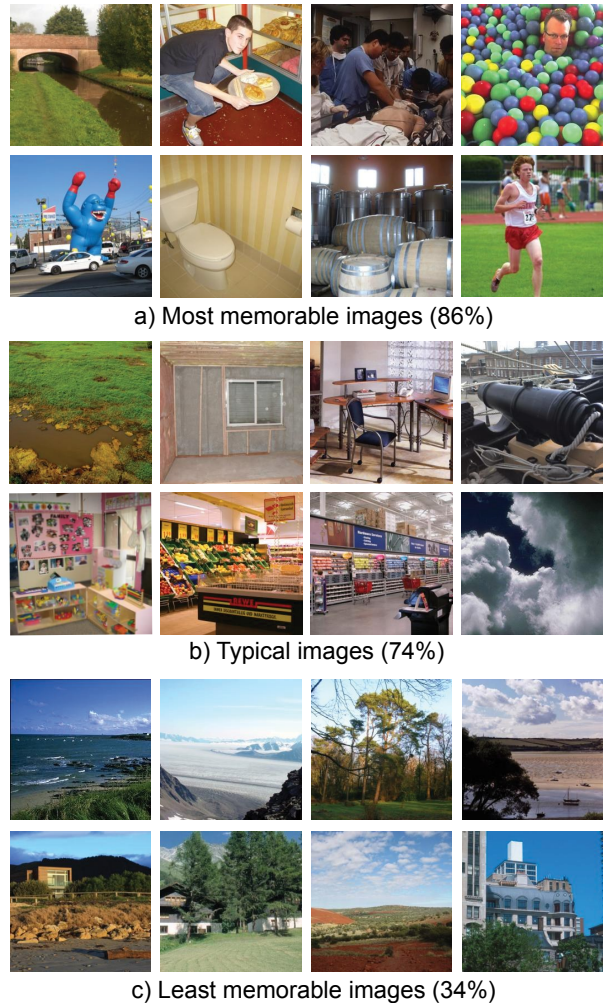 a) Most memorable images (86%)
b) Typical images (74%)
c) Least memorable images (34%)